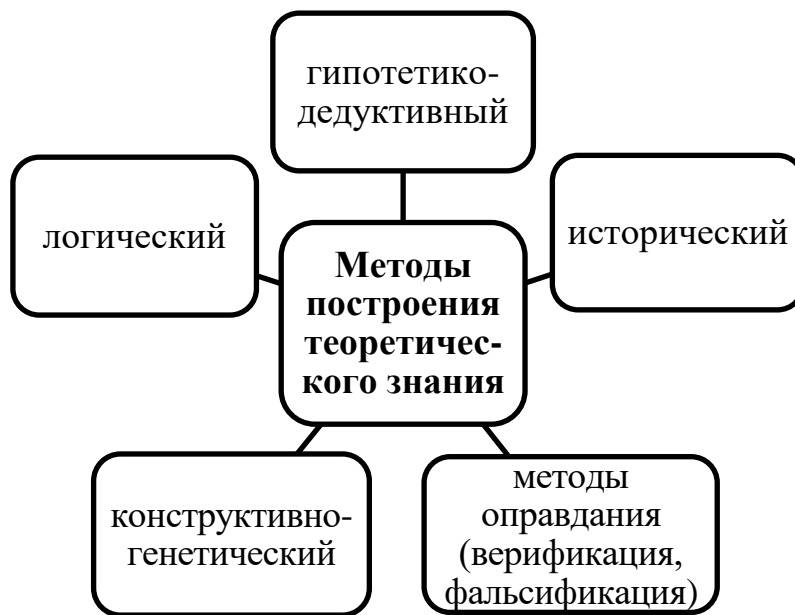 гипотетико-
дедуктивный
логический
исторический
Методы
построения
теоретичес-
кого знания
конструктивно-
генетический
методы
оправдания
(верификация,
фальсификация)